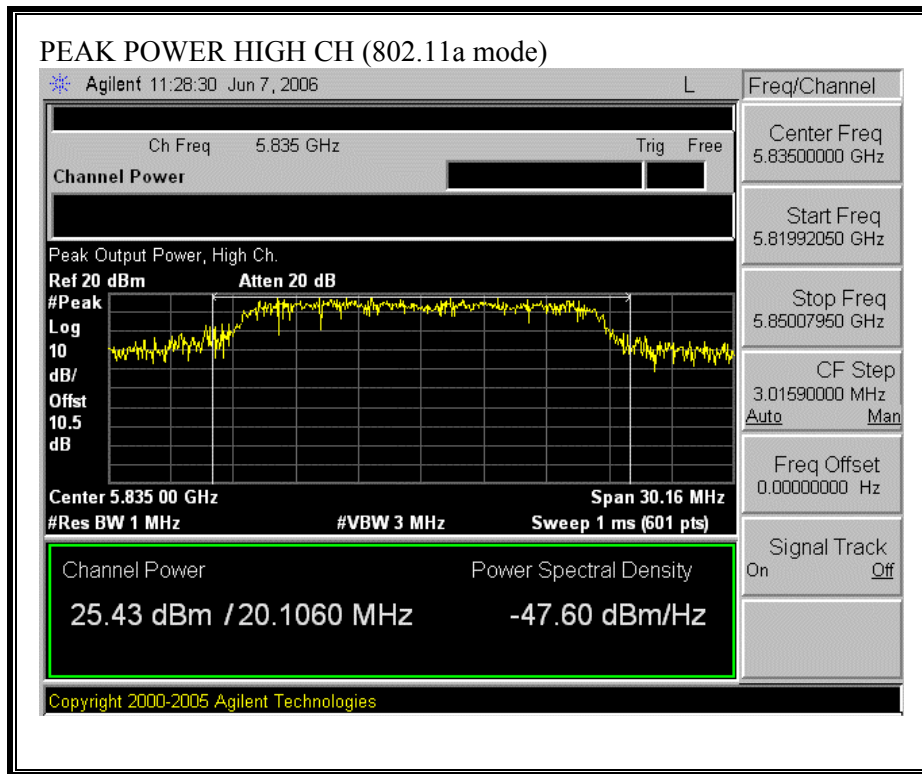 PEAK POWER HIGH CH (802.11a mode)
Agilent 11:28:30 Jun 7, 2006 L
Freq/Channel
Ch Freq 5.835 GHz Trig Free
Channel Power
Center Freq
5.83500000 GHz
Start Freq
5.81992050 GHz
Stop Freq
5.85007950 GHz
CF Step
3.01590000 MHz
Auto Man
Freq Offset
0.00000000 Hz
Signal Track
On Off
Peak Output Power, High Ch.
Ref 20 dBm Atten 20 dB
#Peak
Log
10
dB/
Offst
10.5
dB
Center 5.835 00 GHz Span 30.16 MHz
#Res BW 1 MHz #VBW 3 MHz Sweep 1 ms (601 pts)
Channel Power Power Spectral Density
25.43 dBm / 20.1060 MHz -47.60 dBm/Hz
Copyright 2000-2005 Agilent Technologies